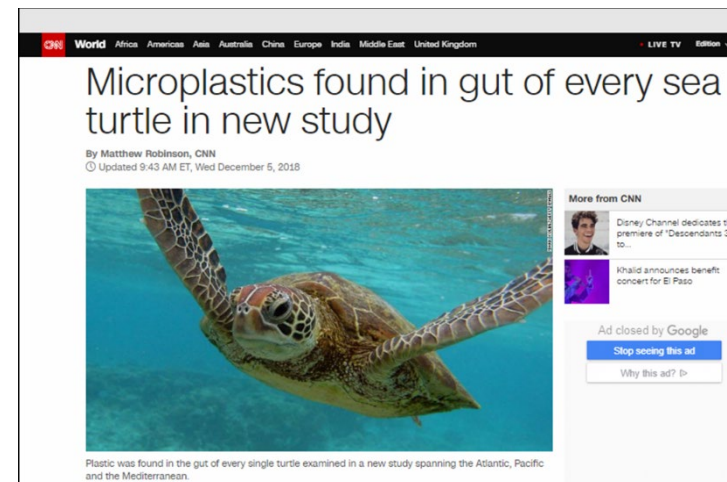 CNN World Africa Americas Asia Australia China Europe India Middle East United Kingdom LIVE TV Edition
Microplastics found in gut of every sea
turtle in new study
By Matthew Robinson, CNN
Updated 9:43 AM ET, Wed December 5, 2018
Plastic was found in the gut of every single turtle examined in a new study spanning the Atlantic, Pacific
and the Mediterranean.
More from CNN
Disney Channel dedicates
premiere of "Descendants 3
to...
Khalid announces benefit
concert for El Paso
Ad closed by Google
Stop seeing this ad
Why this ad?